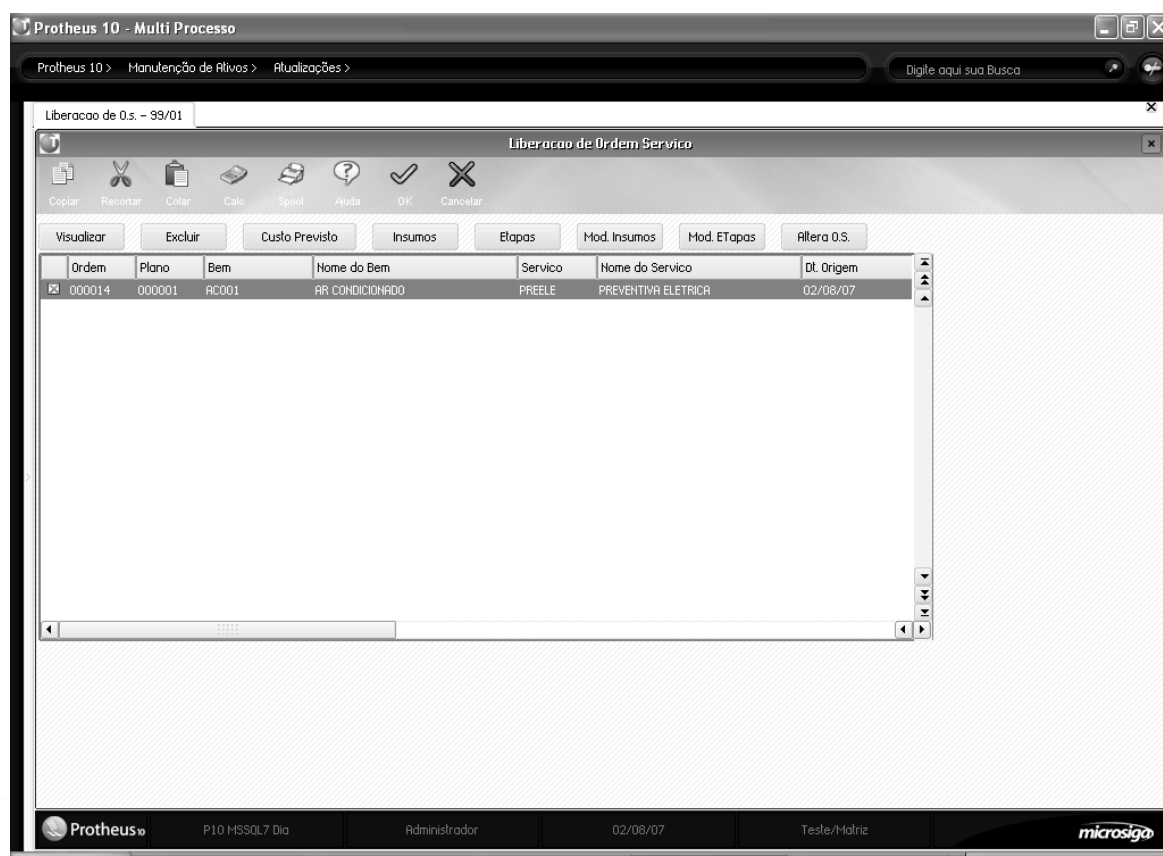 Protheus 10 - Multi Processo
Protheus 10 > Manutenção de Ativos > Atualizações > Digite aqui sua Busca
Liberacao de O.s. - 99/01
Liberacao de Ordem Servico
Copiar Recortar Colar Calc Spool Ajuda OK Cancelar
Visualizar Excluir Custo Previsto Insumos Etapas Mod. Insumos Mod. ETapas Altera O.S.
Ordem Plano Bem Nome do Bem Servico Nome do Servico Dt. Origem
000014 000001 AC001 AR CONDICIONADO PREELE PREVENTIVA ELETRICA 02/08/07
Protheus 10 P10 MSSQL7 Dia Administrador 02/08/07 Teste/Matriz microsiga